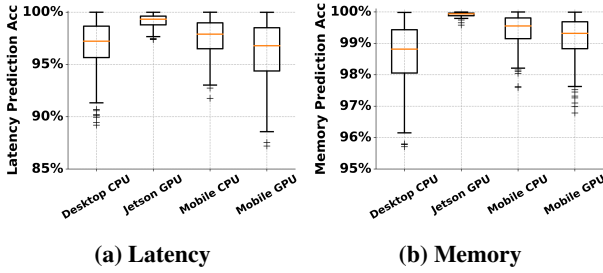 Latency Prediction Acc
100%
95%
90%
85%
Desktop CPU
Jetson GPU
Mobile CPU
Mobile GPU
(a) Latency
Memory Prediction Acc
100%
99%
98%
97%
96%
95%
Desktop CPU
Jetson GPU
Mobile CPU
Mobile GPU
(b) Memory